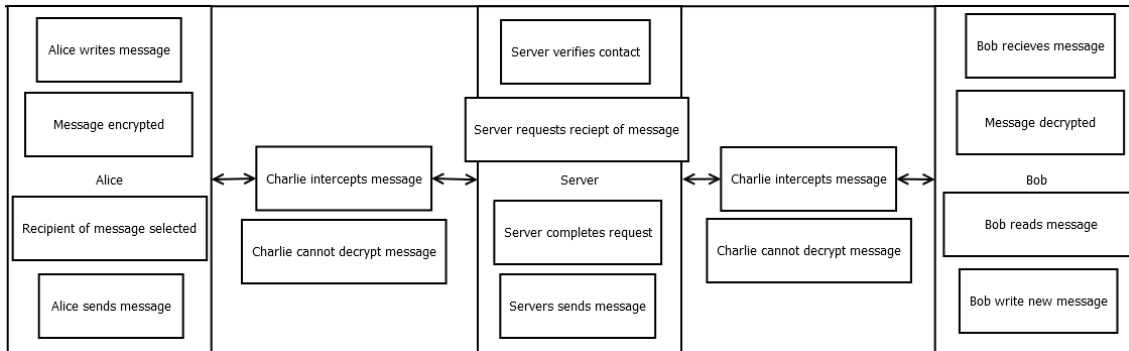 Alice writes message
Message encrypted
Alice
Recipient of message selected
Alice sends message
Charlie intercepts message
Charlie cannot decrypt message
Server verifies contact
Server requests reciept of message
Server
Server completes request
Servers sends message
Charlie intercepts message
Charlie cannot decrypt message
Bob recieves message
Message decrypted
Bob
Bob reads message
Bob write new message